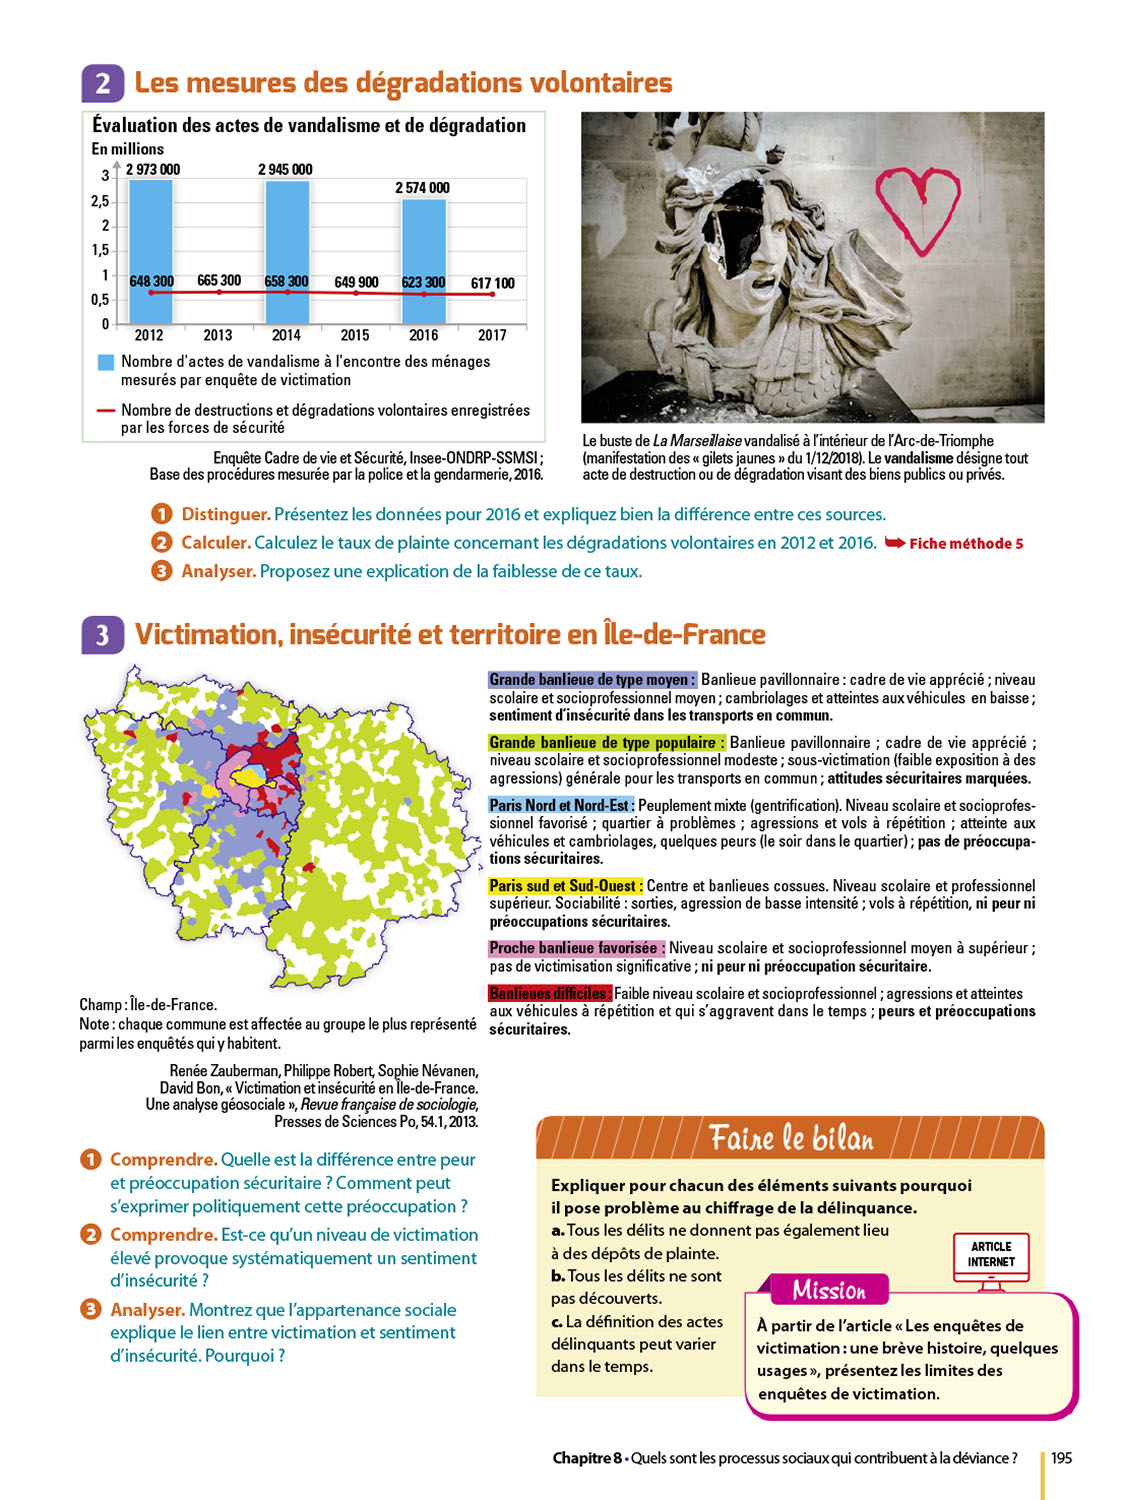 2 Les mesures des dégradations volontaires
Évaluation des actes de vandalisme et de dégradation
En millions
3
2,5
2
1,5
1
0,5
0
2 973 000
2 945 000
2 574 000
648 300
665 300
658 300
649 900
623 300
617 100
2012
2013
2014
2015
2016
2017
Nombre d'actes de vandalisme à l'encontre des ménages
mesurés par enquête de victimation
Nombre de destructions et dégradations volontaires enregistrées
par les forces de sécurité
Enquête Cadre de vie et Sécurité, Insee-ONDRP-SSMSI ;
Base des procédures mesurée par la police et la gendarmerie, 2016.
Le buste de La Marseillaise vandalisé à l'intérieur de l'Arc-de-Triomphe
(manifestation des « gilets jaunes » du 1/12/2018). Le vandalisme désigne tout
acte de destruction ou de dégradation visant des biens publics ou privés.
1 Distinguer. Présentez les données pour 2016 et expliquez bien la différence entre ces sources.
2 Calculer. Calculez le taux de plainte concernant les dégradations volontaires en 2012 et 2016. Fiche méthode 5
3 Analyser. Proposez une explication de la faiblesse de ce taux.
3 Victimation, insécurité et territoire en Île-de-France
Grande banlieue de type moyen : Banlieue pavillonnaire : cadre de vie apprécié ; niveau
scolaire et socioprofessionnel moyen ; cambriolages et atteintes aux véhicules en baisse ;
sentiment d'insécurité dans les transports en commun.
Grande banlieue de type populaire : Banlieue pavillonnaire ; cadre de vie apprécié ;
niveau scolaire et socioprofessionnel modeste ; sous-victimation (faible exposition à des
agressions) générale pour les transports en commun ; attitudes sécuritaires marquées.
Paris Nord et Nord-Est : Peuplement mixte (gentrification). Niveau scolaire et socioprofes-
sionnel favorisé ; quartier à problèmes ; agressions et vols à répétition ; atteinte aux
véhicules et cambriolages, quelques peurs (le soir dans le quartier) ; pas de préoccupa-
tions sécuritaires.
Paris sud et Sud-Ouest : Centre et banlieues cossues. Niveau scolaire et professionnel
supérieur. Sociabilité : sorties, agression de basse intensité ; vols à répétition, ni peur ni
préoccupations sécuritaires.
Proche banlieue favorisée : Niveau scolaire et socioprofessionnel moyen à supérieur ;
pas de victimisation significative ; ni peur ni préoccupation sécuritaire.
Banlieues difficiles : Faible niveau scolaire et socioprofessionnel ; agressions et atteintes
aux véhicules à répétition et qui s'aggravent dans le temps ; peurs et préoccupations
sécuritaires.
Champ : Île-de-France.
Note : chaque commune est affectée au groupe le plus représenté
parmi les enquêtés qui y habitent.
Renée Zauberman, Philippe Robert, Sophie Névanen,
David Bon, « Victimation et insécurité en Île-de-France.
Une analyse géosociale », Revue française de sociologie,
Presses de Sciences Po, 54.1, 2013.
1 Comprendre. Quelle est la différence entre peur
et préoccupation sécuritaire ? Comment peut
s'exprimer politiquement cette préoccupation ?
2 Comprendre. Est-ce qu'un niveau de victimation
élevé provoque systématiquement un sentiment
d'insécurité ?
3 Analyser. Montrez que l'appartenance sociale
explique le lien entre victimation et sentiment
d'insécurité. Pourquoi ?
Faire le bilan
Expliquer pour chacun des éléments suivants pourquoi
il pose problème au chiffrage de la délinquance.
a. Tous les délits ne donnent pas également lieu
à des dépôts de plainte.
b. Tous les délits ne sont
pas découverts.
c. La définition des actes
délinquants peut varier
dans le temps.
ARTICLE
INTERNET
Mission
À partir de l'article « Les enquêtes de
victimation : une brève histoire, quelques
usages », présentez les limites des
enquêtes de victimation.
Chapitre 8 • Quels sont les processus sociaux qui contribuent à la déviance ? 195